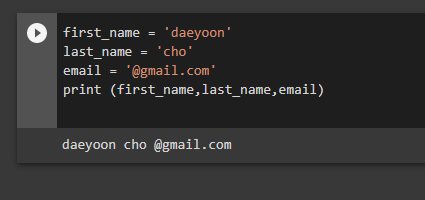 first_name = 'daeyoon'
last_name = 'cho'
email = '@gmail.com'
print (first_name,last_name,email)
daeyoon cho @gmail.com